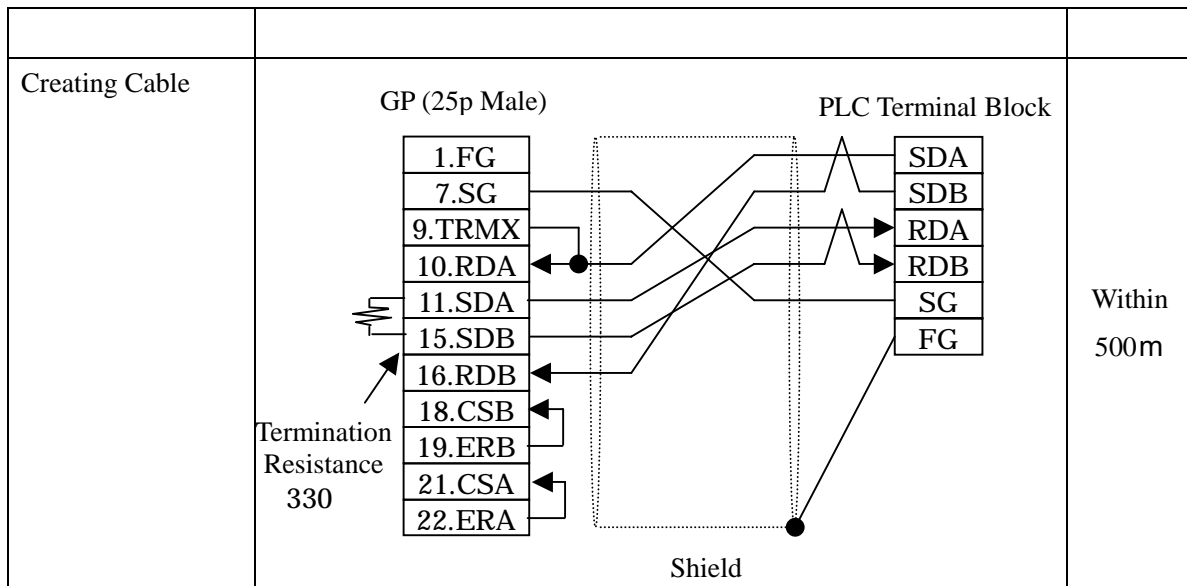 Creating Cable
GP (25p Male)
PLC Terminal Block
1.FG
7.SG
9.TRMX
10.RDA
11.SDA
15.SDB
16.RDB
18.CSB
19.ERB
21.CSA
22.ERA
SDA
SDB
RDA
RDB
SG
FG
Termination
Resistance
330
Shield
Within
500m